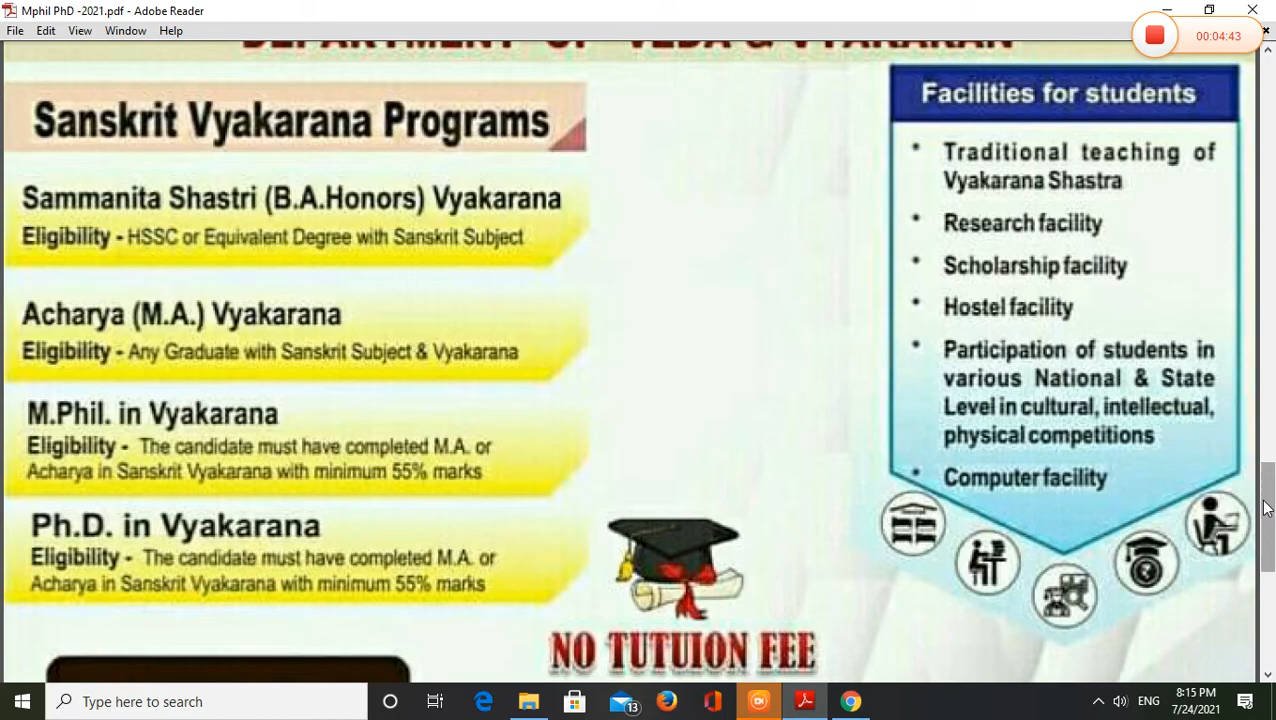 Mphil PhD -2021.pdf - Adobe Reader
File Edit View Window Help
00:04:43
DEPARTMENT OF VEDA & VYAKARAN
Sanskrit Vyakarana Programs
Sammanita Shastri (B.A.Honors) Vyakarana
Eligibility - HSSC or Equivalent Degree with Sanskrit Subject
Acharya (M.A.) Vyakarana
Eligibility - Any Graduate with Sanskrit Subject & Vyakarana
M.Phil. in Vyakarana
Eligibility - The candidate must have completed M.A. or
Acharya in Sanskrit Vyakarana with minimum 55% marks
Ph.D. in Vyakarana
Eligibility - The candidate must have completed M.A. or
Acharya in Sanskrit Vyakarana with minimum 55% marks
NO TUTUION FEE
Facilities for students
• Traditional teaching of
Vyakarana Shastra
• Research facility
• Scholarship facility
• Hostel facility
• Participation of students in
various National & State
Level in cultural, intellectual,
physical competitions
• Computer facility
Type here to search
13
ENG
8:15 PM
7/24/2021